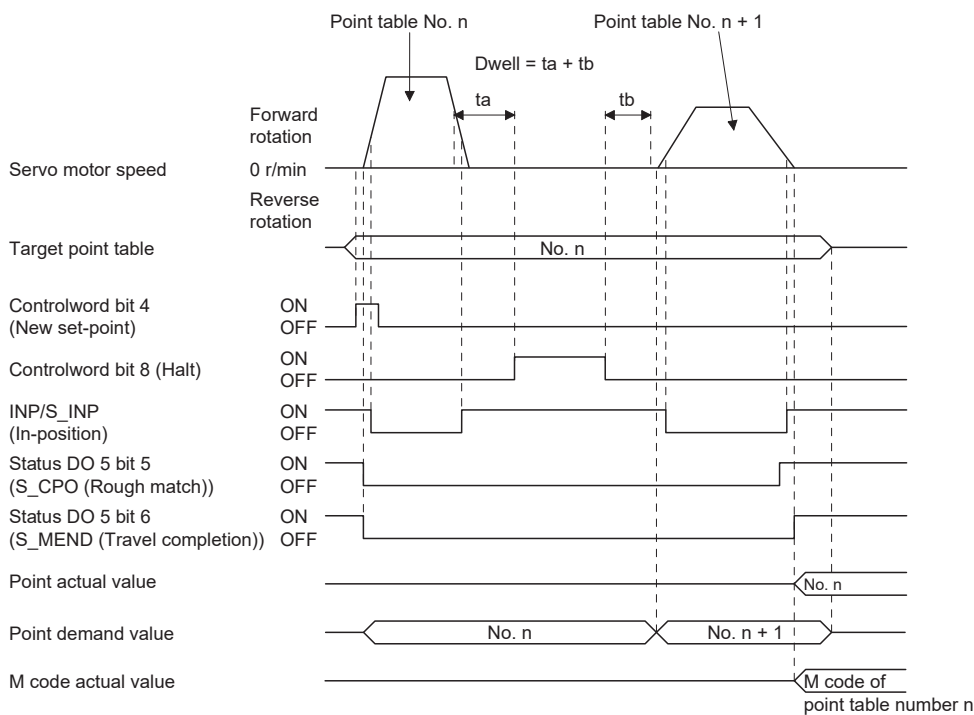 Point table No. n
Point table No. n + 1
Dwell = ta + tb
ta
tb
Forward
rotation
Servo motor speed
0 r/min
Reverse
rotation
Target point table
No. n
Controlword bit 4
(New set-point)
ON
OFF
Controlword bit 8 (Halt)
ON
OFF
INP/S_INP
(In-position)
ON
OFF
Status DO 5 bit 5
(S_CPO (Rough match))
ON
OFF
Status DO 5 bit 6
(S_MEND (Travel completion))
ON
OFF
Point actual value
No. n
Point demand value
No. n
No. n + 1
M code actual value
M code of
point table number n